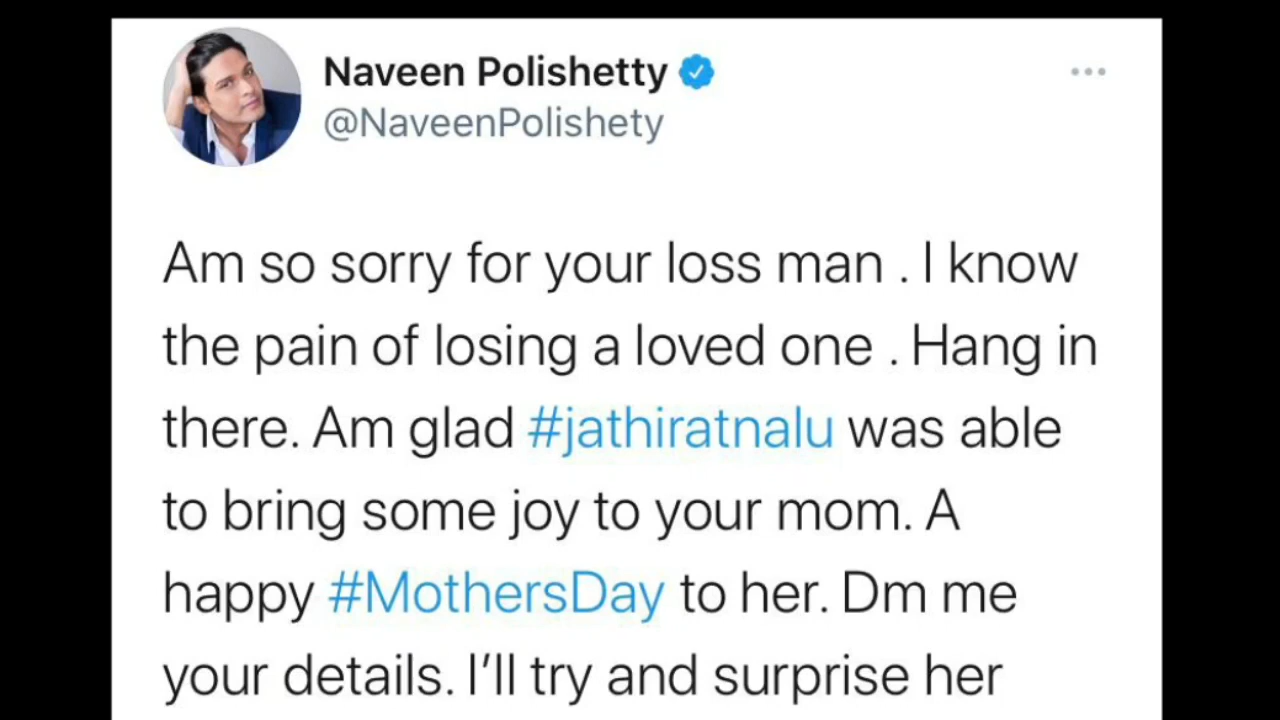 Naveen Polishetty
@NaveenPolishety
Am so sorry for your loss man . I know
the pain of losing a loved one . Hang in
there. Am glad #jathiratnalu was able
to bring some joy to your mom. A
happy #MothersDay to her. Dm me
your details. I’ll try and surprise her